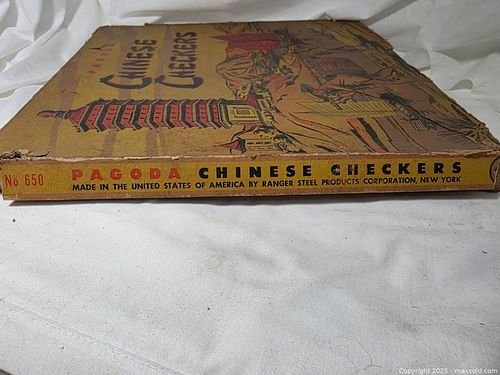 PAGODA
CHINESE
CHECKERS
No. 650
PAGODA CHINESE CHECKERS
MADE IN THE UNITED STATES OF AMERICA BY RANGER STEEL PRODUCTS CORPORATION, NEW YORK
Copyright 2025 - maxsold.com